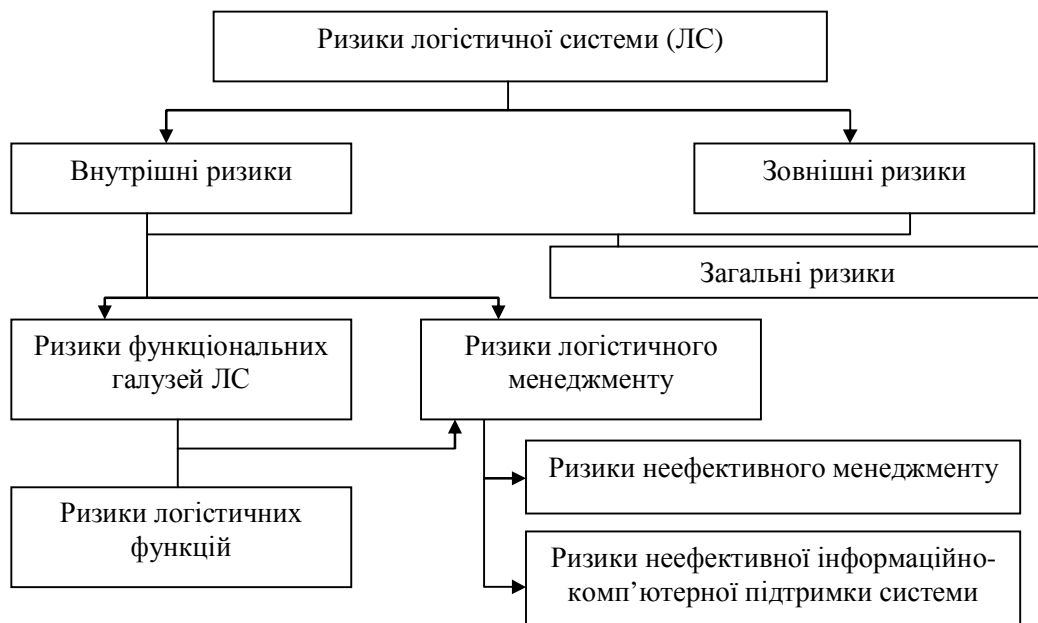 Ризики логістичної системи (ЛС)
Внутрішні ризики
Зовнішні ризики
Загальні ризики
Ризики функціональних
галузей ЛС
Ризики логістичного
менеджменту
Ризики неефективного менеджменту
Ризики логістичних
функцій
Ризики неефективної інформаційно-
комп’ютерної підтримки системи